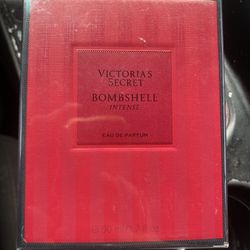 VICTORIA'S
SECRET
BOMBSHELL
INTENSE
EAU DE PARFUM